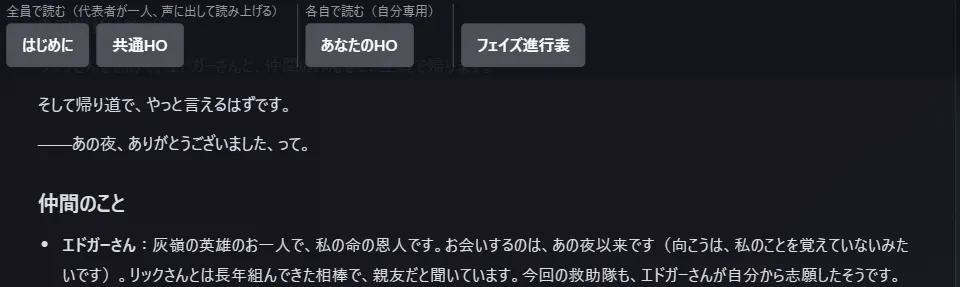 全員で読む（代表者が一人、声に出して読み上げる）
各自で読む（自分専用）
はじめに
共通HO
あなたのHO
フェイズ進行表
そして帰り道で、やっと言えるはずです。
――あの夜、ありがとうございました、って。
仲間のこと
• エドガーさん：灰嶺の英雄のお一人で、私の命の恩人です。お会いするのは、あの夜以来です（向こうは、私のことを覚えていないみた
いです）。リックさんとは長年組んできた相棒で、親友だと聞いています。今回の救助隊も、エドガーさんが自分から志願したそうです。